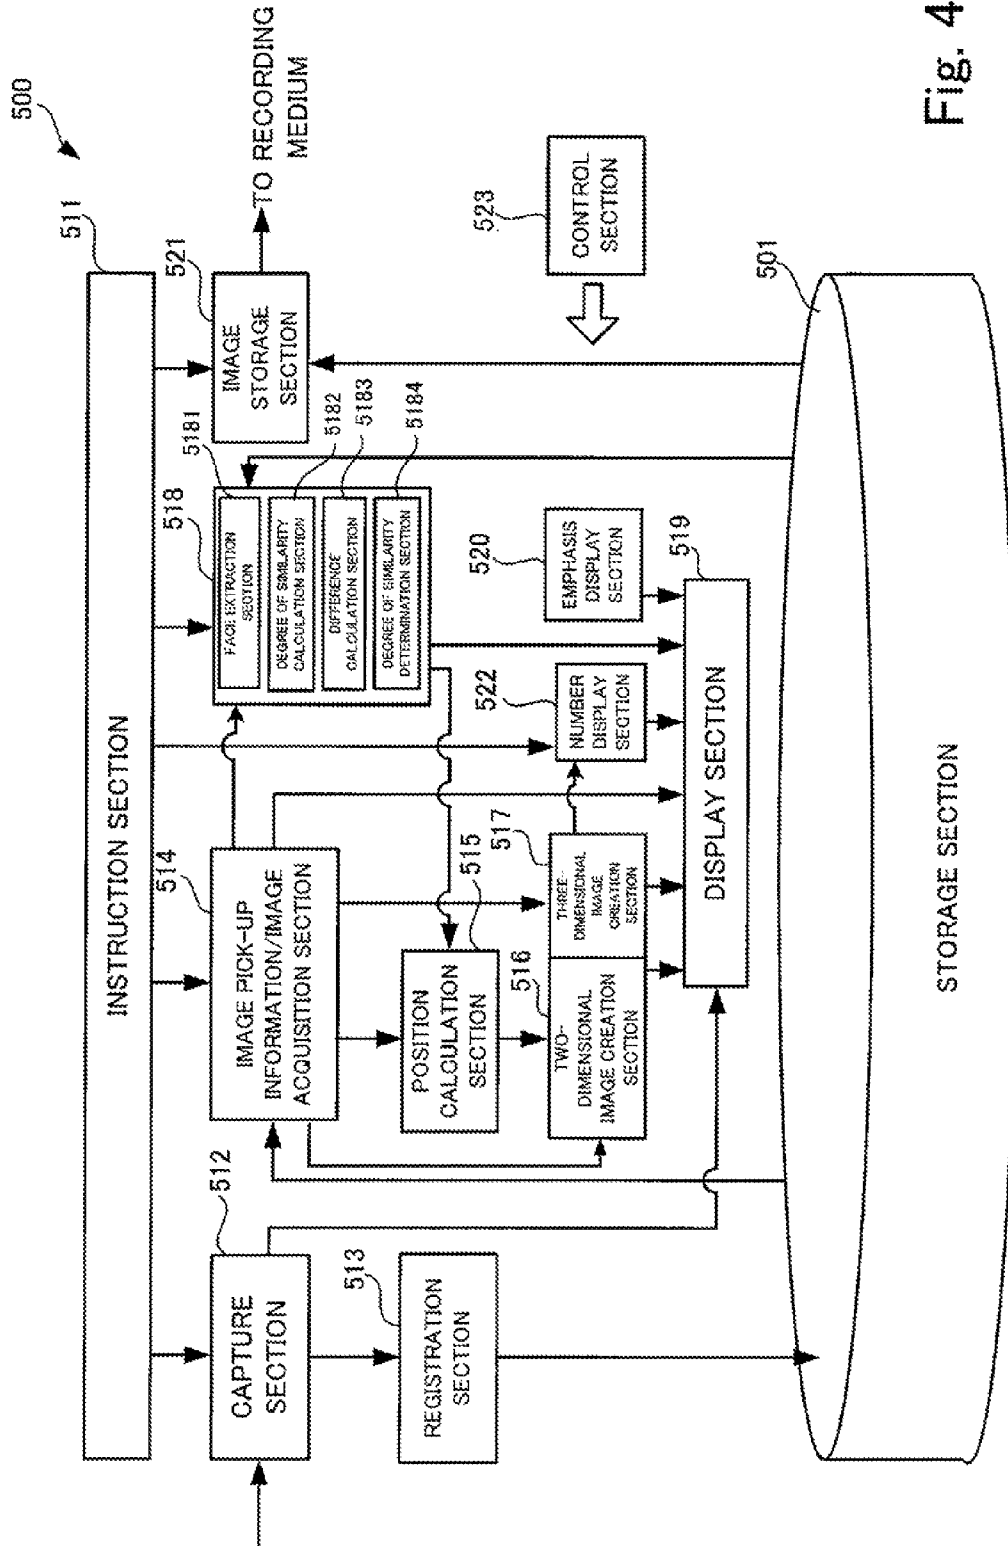 500
511
INSTRUCTION SECTION
512
CAPTURE
SECTION
513
REGISTRATION
SECTION
514
IMAGE PICK-UP
INFORMATION/IMAGE
ACQUISITION SECTION
515
POSITION
CALCULATION
SECTION
516
TWO-
DIMENSIONAL
IMAGE CREATION
SECTION
517
THREE-
DIMENSIONAL
IMAGE
CREATION
SECTION
518
5181
FACE EXTRACTION
SECTION
5182
DEGREE OF SIMILARITY
CALCULATION SECTION
5183
DIFFERENCE
CALCULATION SECTION
5184
DEGREE OF SIMILARITY
DETERMINATION SECTION
521
IMAGE
STORAGE
SECTION
TO RECORDING
MEDIUM
522
NUMBER
DISPLAY
SECTION
520
EMPHASIS
DISPLAY
SECTION
519
DISPLAY SECTION
523
CONTROL
SECTION
501
STORAGE SECTION
Fig. 4